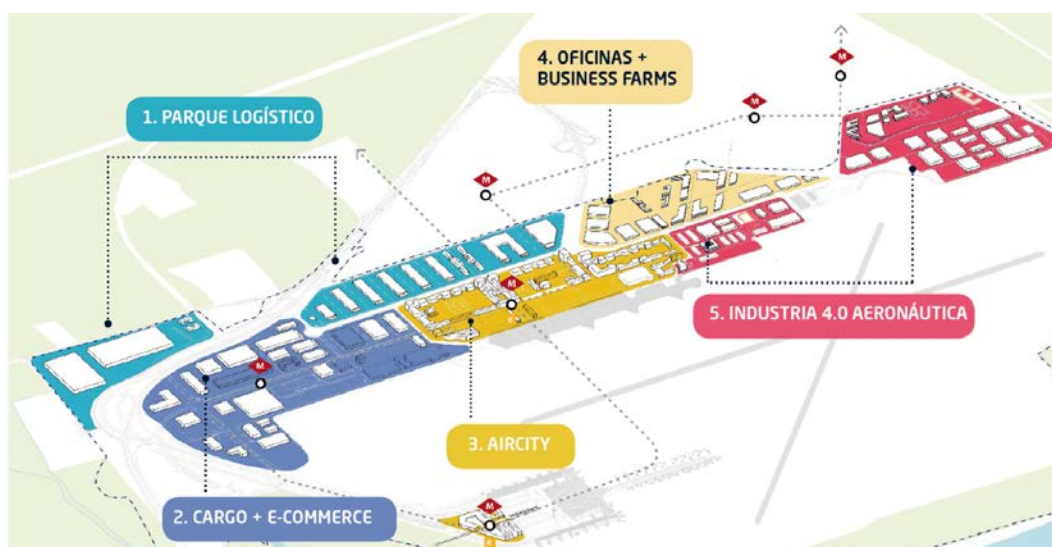 4. OFICINAS +
BUSINESS FARMS
M
M
1. PARQUE LOGÍSTICO
M
M
5. INDUSTRIA 4.0 AERONÁUTICA
M
3. AIRCITY
2. CARGO + E-COMMERCE
M